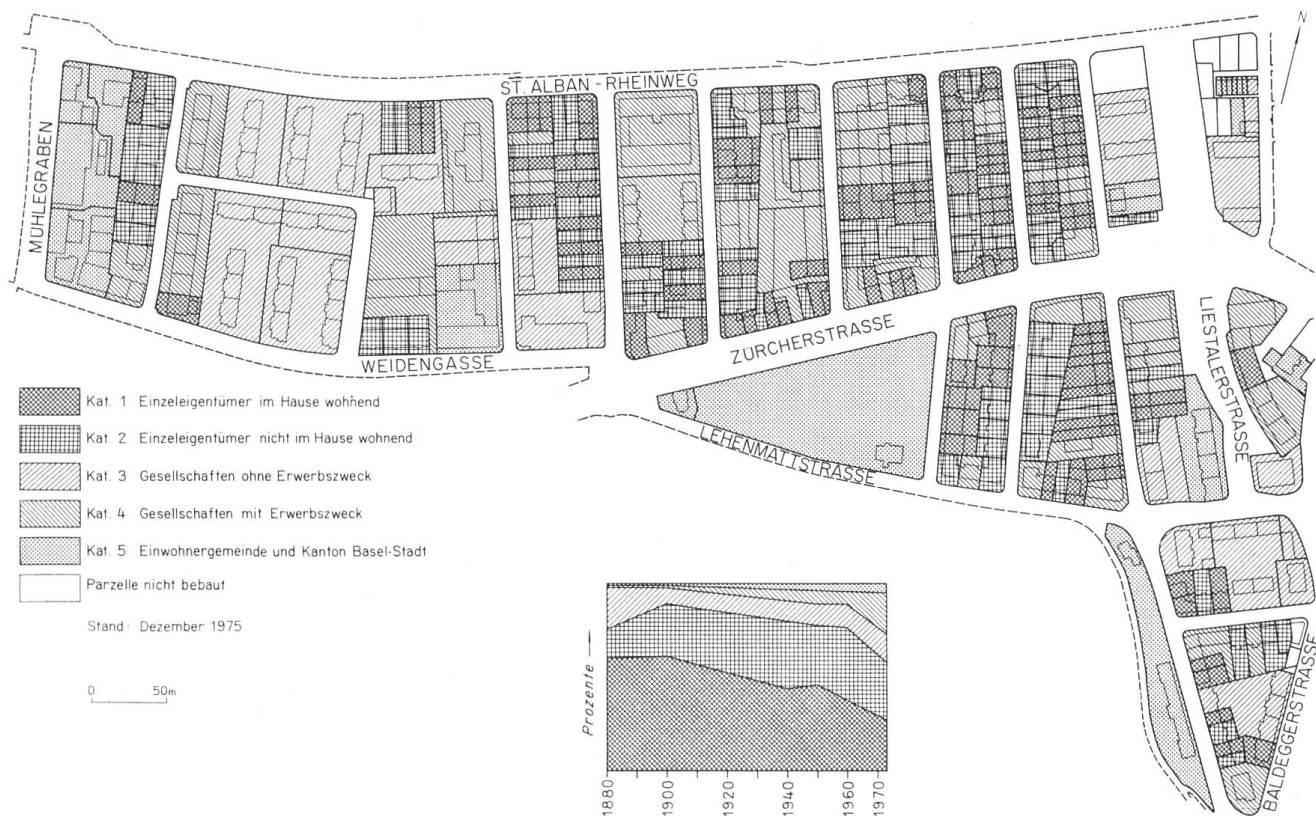 N
ST. ALBAN - RHEINWEG
MÜHLEGRABEN
WEIDENGASSE
ZÜRCHERSTRASSE
LIESTALERSTRASSE
LEHENMATTSTRASSE
BALDEGGERSTRASSE
Kat. 1 Einzeleigentümer im Hause wohnend
Kat. 2 Einzeleigentümer nicht im Hause wohnend
Kat. 3 Gesellschaften ohne Erwerbszweck
Kat. 4 Gesellschaften mit Erwerbszweck
Kat. 5 Einwohnergemeinde und Kanton Basel-Stadt
Parzelle nicht bebaut
Stand: Dezember 1975
0 50m
Prozente
1880 1900 1920 1940 1960 1970